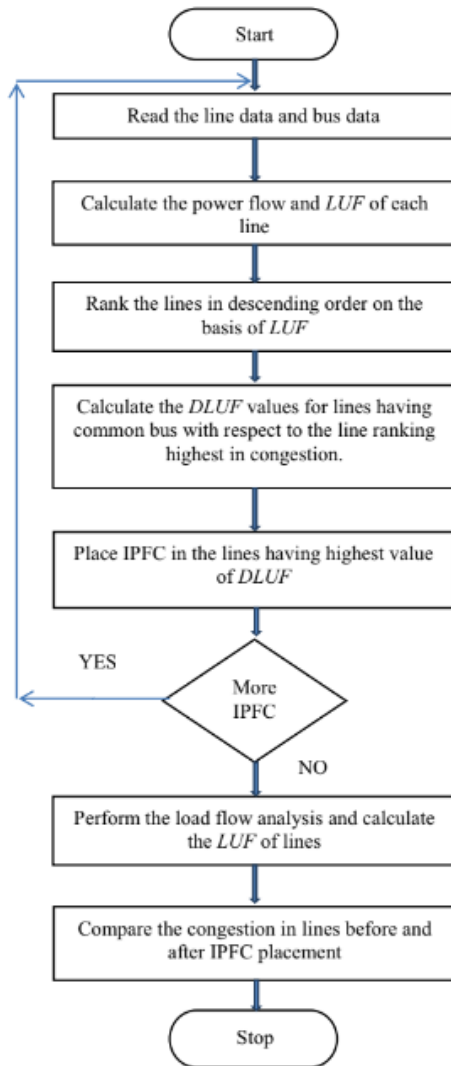 Start
Read the line data and bus data
Calculate the power flow and LUF of each
line
Rank the lines in descending order on the
basis of LUF
Calculate the DLUF values for lines having
common bus with respect to the line ranking
highest in congestion.
Place IPFC in the lines having highest value
of DLUF
YES
More
IPFC
NO
Perform the load flow analysis and calculate
the LUF of lines
Compare the congestion in lines before and
after IPFC placement
Stop